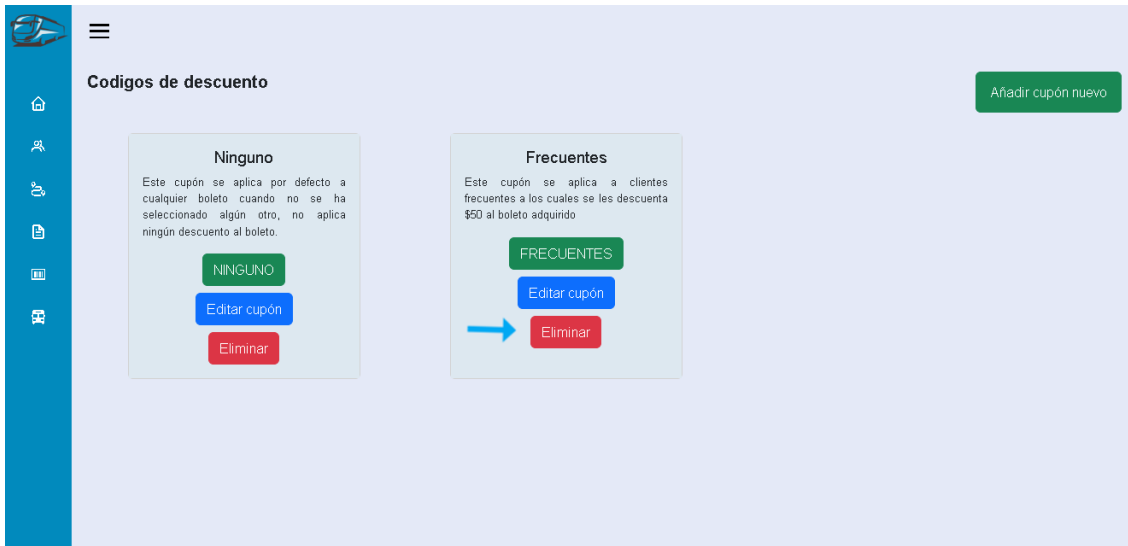 Codigos de descuento
Añadir cupón nuevo
Ninguno
Este cupón se aplica por defecto a
cualquier boleto cuando no se ha
seleccionado algún otro, no aplica
ningún descuento al boleto.
NINGUNO
Editar cupón
Eliminar
Frecuentes
Este cupón se aplica a clientes
frecuentes a los cuales se les descuenta
$50 al boleto adquirido
FRECUENTES
Editar cupón
Eliminar